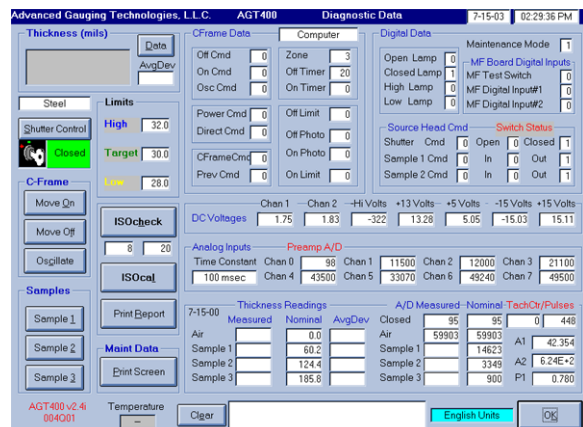 Advanced Gauging Technologies, L.L.C. AGT400 Diagnostic Data 7-15-03 02:29:36 PM
Thickness (mils)
Data
AvgDev
Steel
Shutter Control
Closed
Limits
High 32.0
Target 30.0
Low 28.0
C-Frame
Move On
Move Off
Oscillate
ISOcheck
8 20
ISOcal
Samples
Sample 1
Sample 2
Sample 3
Print Report
Maint Data
Print Screen
AGT400 v2.4i
004Q01
Temperature
--
CFrame Data Computer
Off Cmd 0 Zone 3
On Cmd 0 Off Timer 20
Osc Cmd 0 On Timer 0
Power Cmd 0 Off Limit 0
Direct Cmd 0 Off Photo 0
CFrameCmd 0 On Photo 0
Prev Cmd 0 On Limit 0
Digital Data
Maintenance Mode 1
Open Lamp 0
Closed Lamp 1
High Lamp 0
Low Lamp 0
MF Board Digital Inputs
MF Test Switch 0
MF Digital Input#1 0
MF Digital Input#2 0
Source Head Cmd Switch Status
Shutter Cmd 0 Open 0 Closed 1
Sample 1 Cmd 0 In 0 Out 1
Sample 2 Cmd 0 In 0 Out 1
Chan 1 Chan 2 -Hi Volts +13 Volts +5 Volts -15 Volts +15 Volts
DC Voltages 1.75 1.83 -322 13.28 5.05 -15.03 15.11
Analog Inputs Preamp A/D
Time Constant Chan 0 98 Chan 1 11500 Chan 2 12000 Chan 3 21100
100 msec Chan 4 43500 Chan 5 33070 Chan 6 49240 Chan 7 49500
7-15-00 Thickness Readings A/D Measured Nominal TachCtr/Pulses
Measured Nominal AvgDev Closed 95 95 0 448
Air 0.0 Air 59903 59903 A1 42.354
Sample 1 60.2 Sample 1 14623
Sample 2 124.4 Sample 2 3349 A2 6.24E+2
Sample 3 185.8 Sample 3 900 P1 0.780
Clear English Units OK